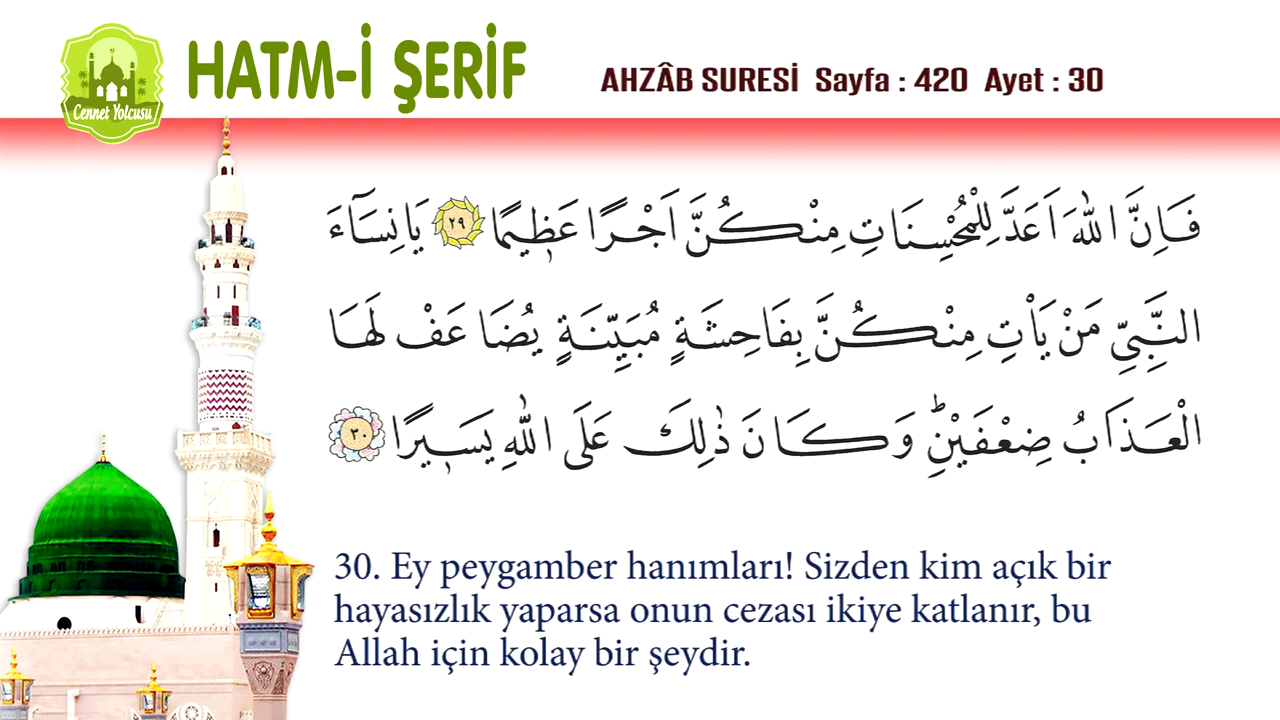 HATM-İ ŞERİF
Cennet Yolcusu
AHZÂB SURESİ Sayfa : 420 Ayet : 30
فَاِنَّ اللّٰهَ اَعَدَّ لِلْمُحْسِنَاتِ مِنْكُنَّ اَجْرًا عَظ۪يمًا ٢٩ يَانِسَٓاءَ
النَّبِيِّ مَنْ يَأْتِ مِنْكُنَّ بِفَاحِشَةٍ مُبَيِّنَةٍ يُضَاعَفْ لَهَا
الْعَذَابُ ضِعْفَيْنِۜ وَكَانَ ذٰلِكَ عَلَى اللّٰهِ يَس۪يرًا ٣٠
30. Ey peygamber hanımları! Sizden kim açık bir
hayasızlık yaparsa onun cezası ikiye katlanır, bu
Allah için kolay bir şeydir.